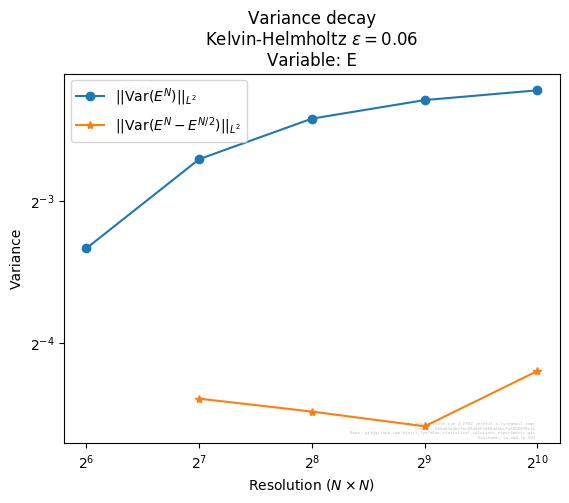 Variance decay
Kelvin-Helmholtz ε = 0.06
Variable: E
||Var(E^N)||_{L^2}
||Var(E^N − E^{N/2})||_{L^2}
Variance
2^{−3}
2^{−4}
2^6 2^7 2^8 2^9 2^{10}
Resolution (N × N)